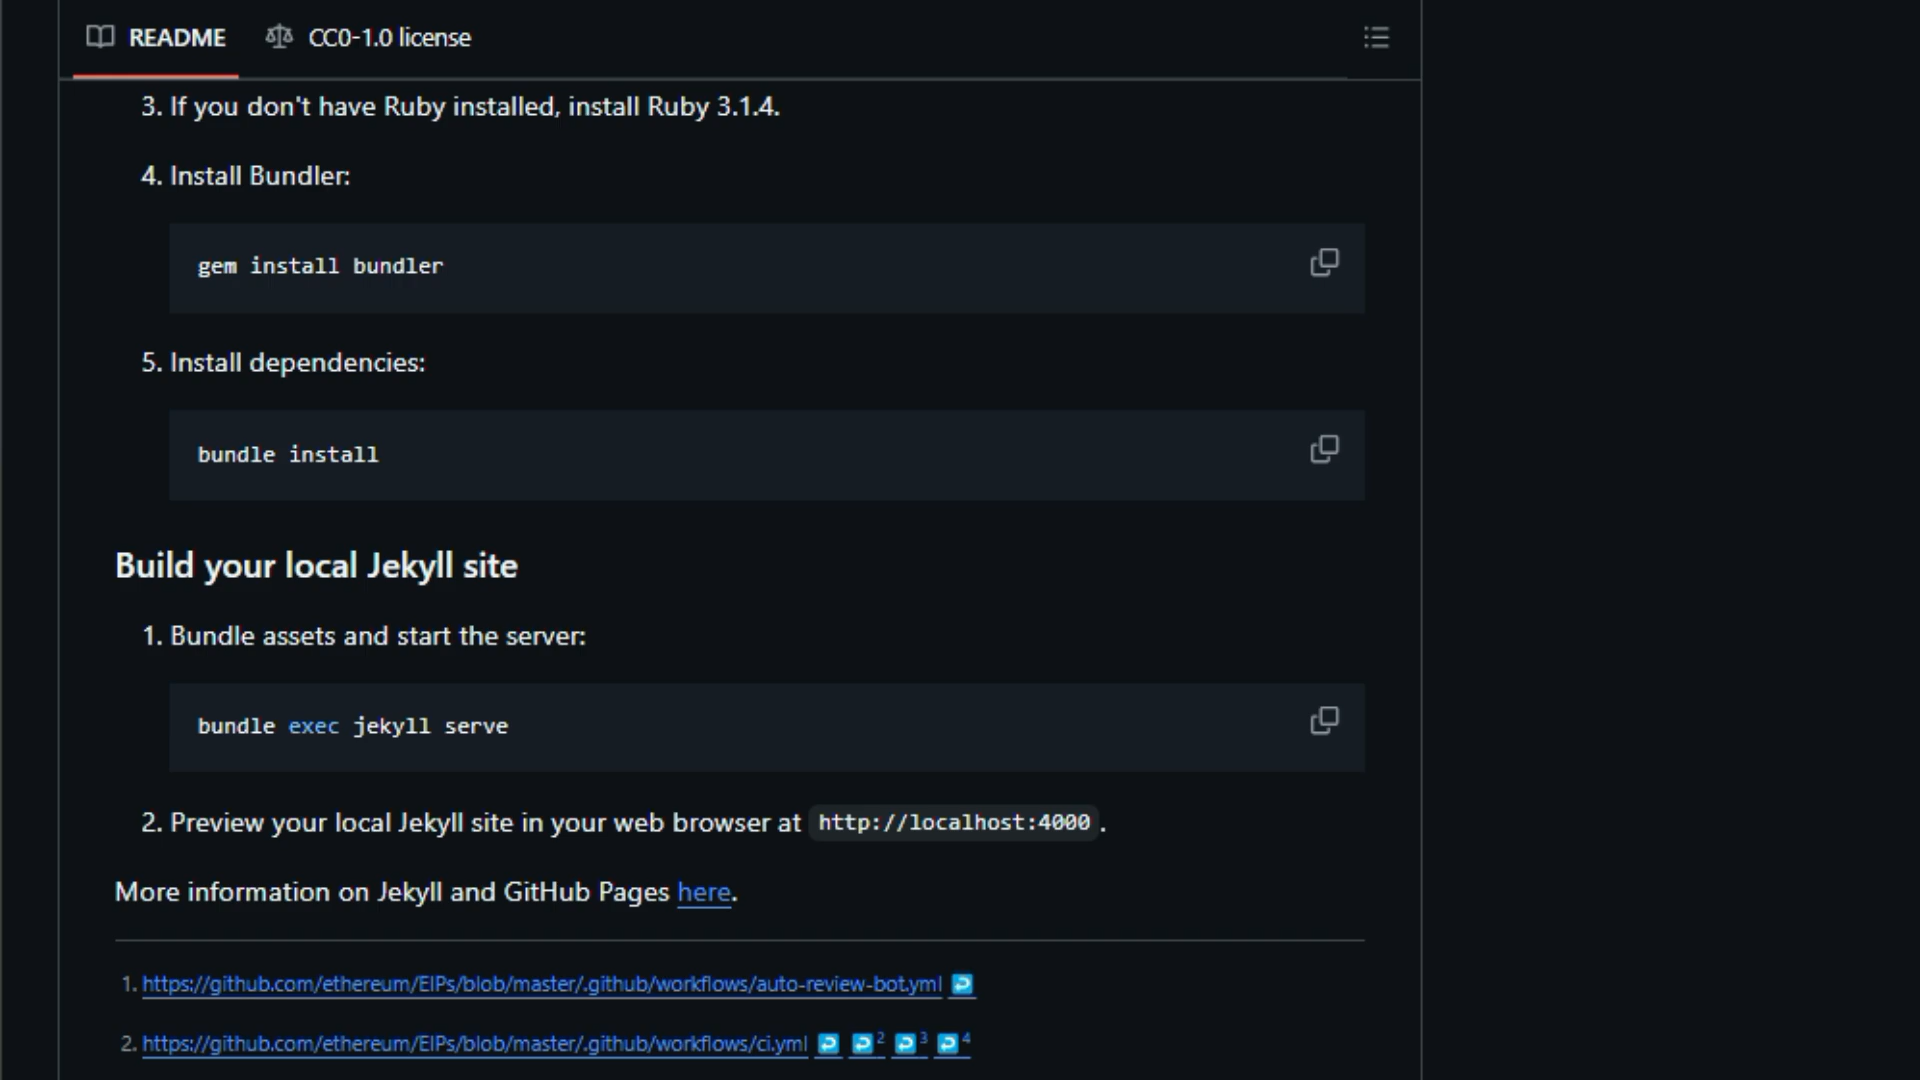 README CC0-1.0 license
3. If you don't have Ruby installed, install Ruby 3.1.4.
4. Install Bundler:
gem install bundler
5. Install dependencies:
bundle install
Build your local Jekyll site
1. Bundle assets and start the server:
bundle exec jekyll serve
2. Preview your local Jekyll site in your web browser at http://localhost:4000.
More information on Jekyll and GitHub Pages here.
1. https://github.com/ethereum/EIPs/blob/master/.github/workflows/auto-review-bot.yml ↩
2. https://github.com/ethereum/EIPs/blob/master/.github/workflows/ci.yml ↩ ↩2 ↩3 ↩4